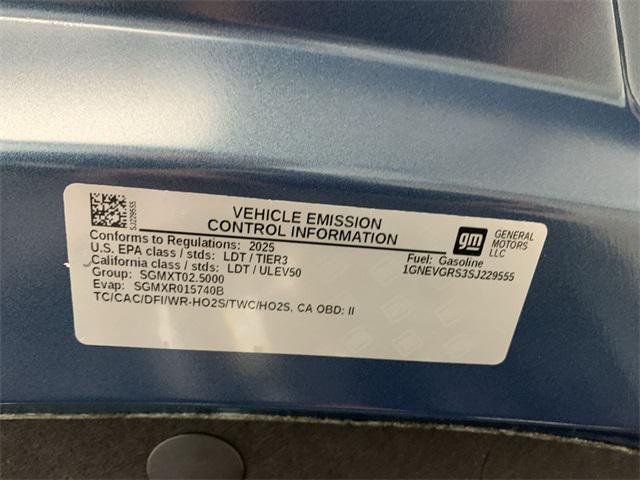 SJ229555
VEHICLE EMISSION
CONTROL INFORMATION
gm
GENERAL
MOTORS
LLC
Conforms to Regulations: 2025
U.S. EPA class / stds: LDT / TIER3
California class / stds: LDT / ULEV50
Group: SGMXT02.5000
Evap: SGMXR015740B
TC/CAC/DFI/WR-HO2S/TWC/HO2S, CA OBD: II
Fuel: Gasoline
1GNEVGRS3SJ229555